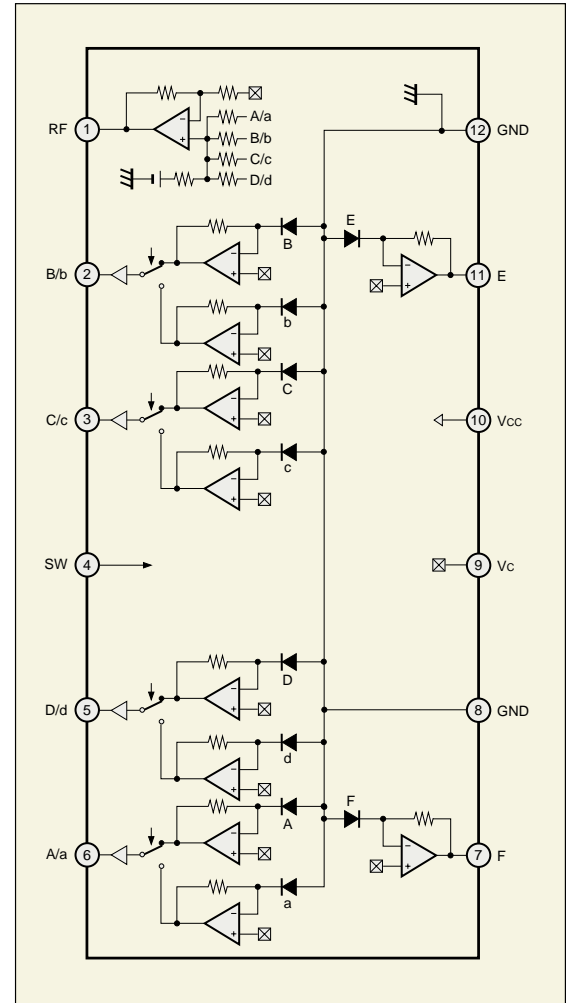 A/a
RF 1
B/b
12 GND
C/c
D/d
B
E
B/b 2
11 E
b
C
C/c 3
10 VCC
c
SW 4
9 VC
D
D/d 5
8 GND
d
A
F
A/a 6
7 F
a